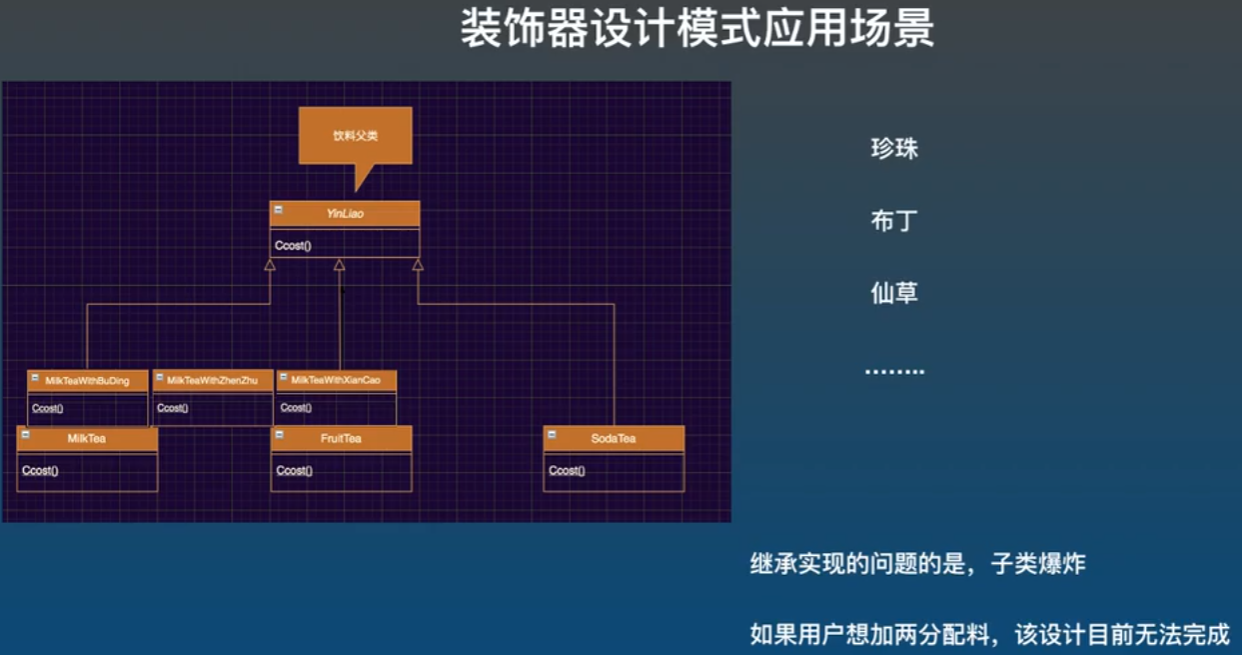 装饰器设计模式应用场景
饮料父类
YinLiao
Ccost()
MilkTeaWithBuDing
Ccost()
MilkTeaWithZhenZhu
Ccost()
MilkTeaWithXianCao
Ccost()
MilkTea
Ccost()
FruitTea
Ccost()
SodaTea
Ccost()
珍珠
布丁
仙草
........
继承实现的问题的是，子类爆炸
如果用户想加两分配料，该设计目前无法完成